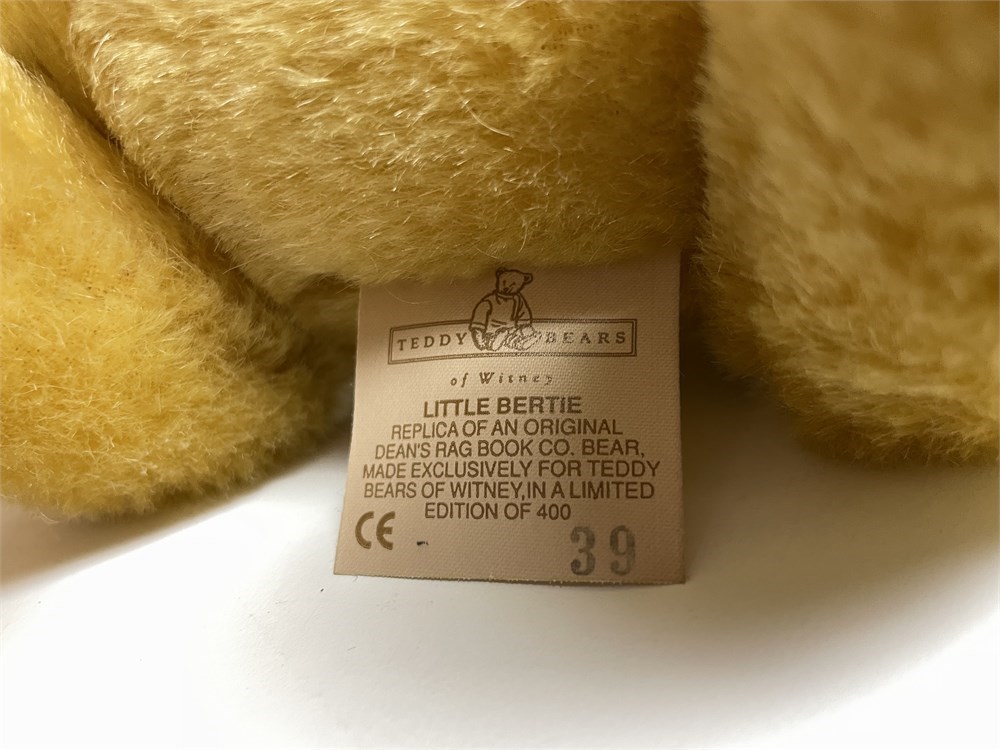 TEDDY BEARS
of Witney
LITTLE BERTIE
REPLICA OF AN ORIGINAL
DEAN'S RAG BOOK CO. BEAR,
MADE EXCLUSIVELY FOR TEDDY
BEARS OF WITNEY,IN A LIMITED
EDITION OF 400
CE
39